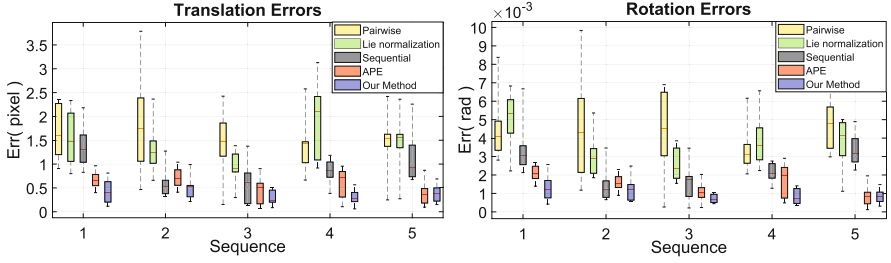 Translation Errors
Err( pixel )
3.5
3
2.5
2
1.5
1
0.5
0
Pairwise
Lie normalization
Sequential
APE
Our Method
1 2 3 4 5
Sequence
Rotation Errors
×10⁻³
Err( rad )
10
9
8
7
6
5
4
3
2
1
0
Pairwise
Lie normalization
Sequential
APE
Our Method
1 2 3 4 5
Sequence